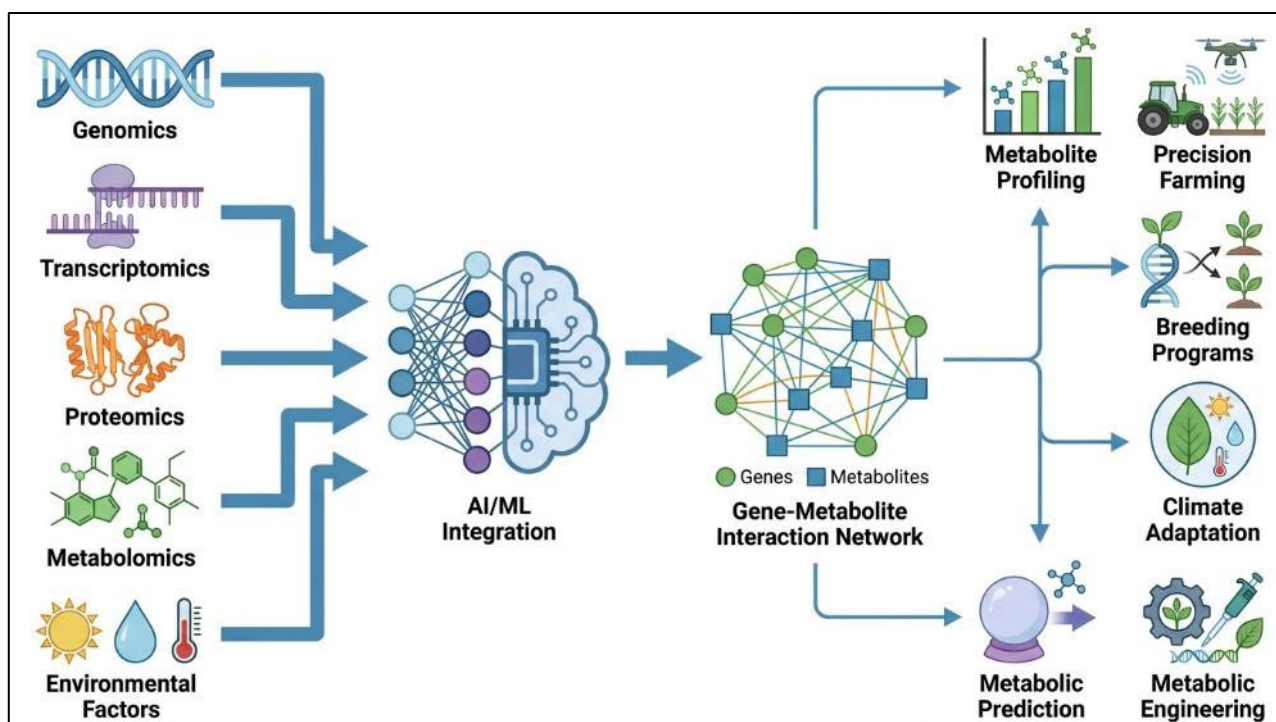 Genomics
Transcriptomics
Proteomics
Metabolomics
Environmental
Factors
AI/ML
Integration
Genes
Metabolites
Gene-Metabolite
Interaction Network
Metabolite
Profiling
Precision
Farming
Breeding
Programs
Climate
Adaptation
Metabolic
Prediction
Metabolic
Engineering